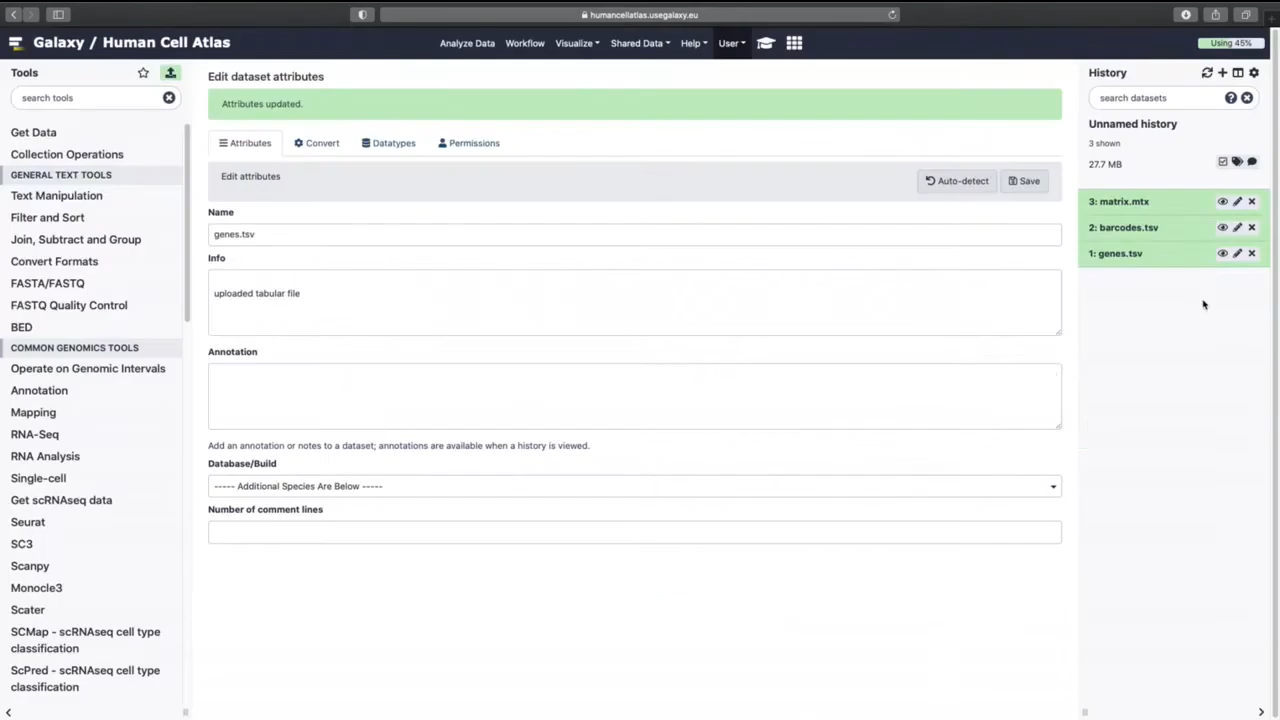 humancellatlas.usegalaxy.eu
Galaxy / Human Cell Atlas
Analyze Data
Workflow
Visualize
Shared Data
Help
User
Using 45%
Tools
search tools
Get Data
Collection Operations
GENERAL TEXT TOOLS
Text Manipulation
Filter and Sort
Join, Subtract and Group
Convert Formats
FASTA/FASTQ
FASTQ Quality Control
BED
COMMON GENOMICS TOOLS
Operate on Genomic Intervals
Annotation
Mapping
RNA-Seq
RNA Analysis
Single-cell
Get scRNAseq data
Seurat
SC3
Scanpy
Monocle3
Scater
SCMap - scRNAseq cell type
classification
ScPred - scRNAseq cell type
classification
Edit dataset attributes
Attributes updated.
Attributes
Convert
Datatypes
Permissions
Edit attributes
Auto-detect
Save
Name
genes.tsv
Info
uploaded tabular file
Annotation
Add an annotation or notes to a dataset; annotations are available when a history is viewed.
Database/Build
----- Additional Species Are Below -----
Number of comment lines
History
search datasets
Unnamed history
3 shown
27.7 MB
3: matrix.mtx
2: barcodes.tsv
1: genes.tsv